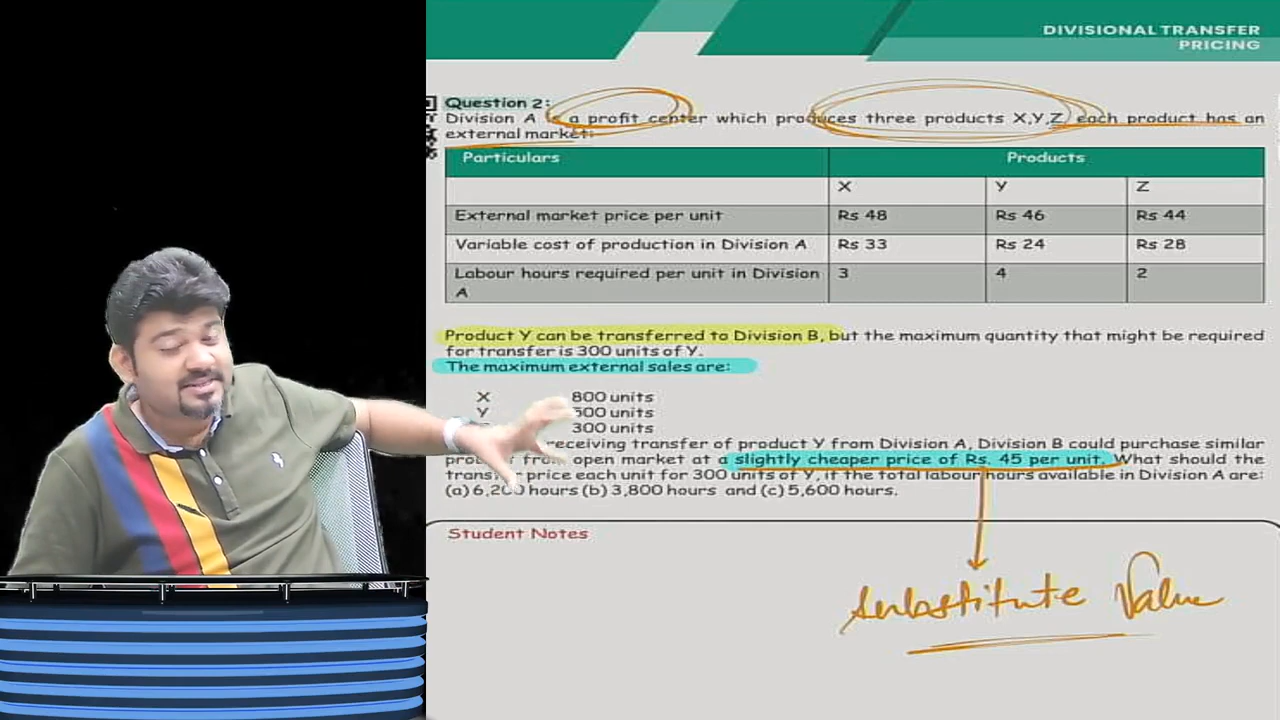 DIVISIONAL TRANSFER
PRICING
Question 2:
Division A is a profit center which produces three products X,Y,Z, each product has an
external market:
Particulars Products
X Y Z
External market price per unit Rs 48 Rs 46 Rs 44
Variable cost of production in Division A Rs 33 Rs 24 Rs 28
Labour hours required per unit in Division 3 4 2
A
Product Y can be transferred to Division B, but the maximum quantity that might be required
for transfer is 300 units of Y.
The maximum external sales are:
X 800 units
Y 500 units
300 units
receiving transfer of product Y from Division A, Division B could purchase similar
from open market at a slightly cheaper price of Rs. 45 per unit. What should the
price each unit for 300 units of Y, if the total labour hours available in Division A are:
(a) 6,200 hours (b) 3,800 hours and (c) 5,600 hours.
Student Notes
Substitute Value